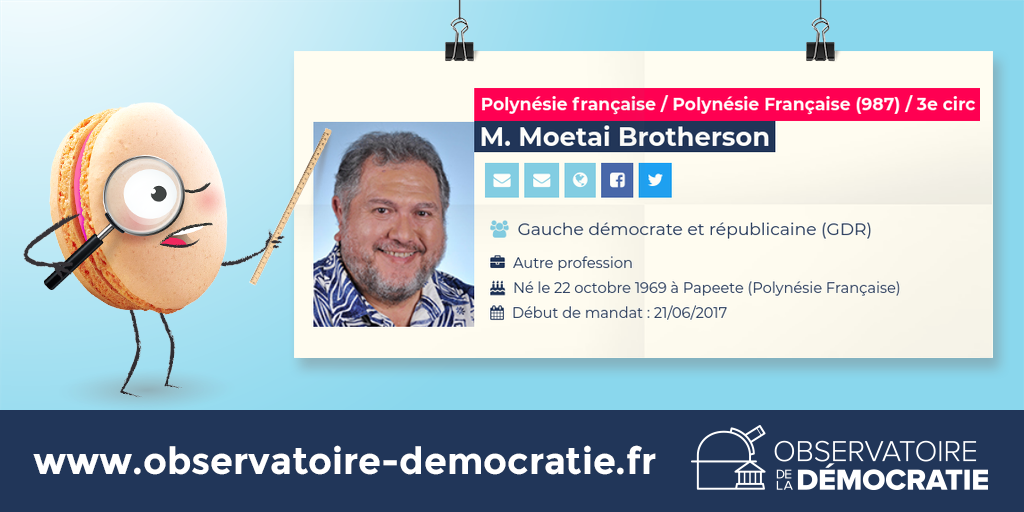 Polynésie française / Polynésie Française (987) / 3e circ
M. Moetai Brotherson
Gauche démocrate et républicaine (GDR)
Autre profession
Né le 22 octobre 1969 à Papeete (Polynésie Française)
Début de mandat : 21/06/2017
www.observatoire-democratie.fr
OBSERVATOIRE
DE LA DÉMOCRATIE